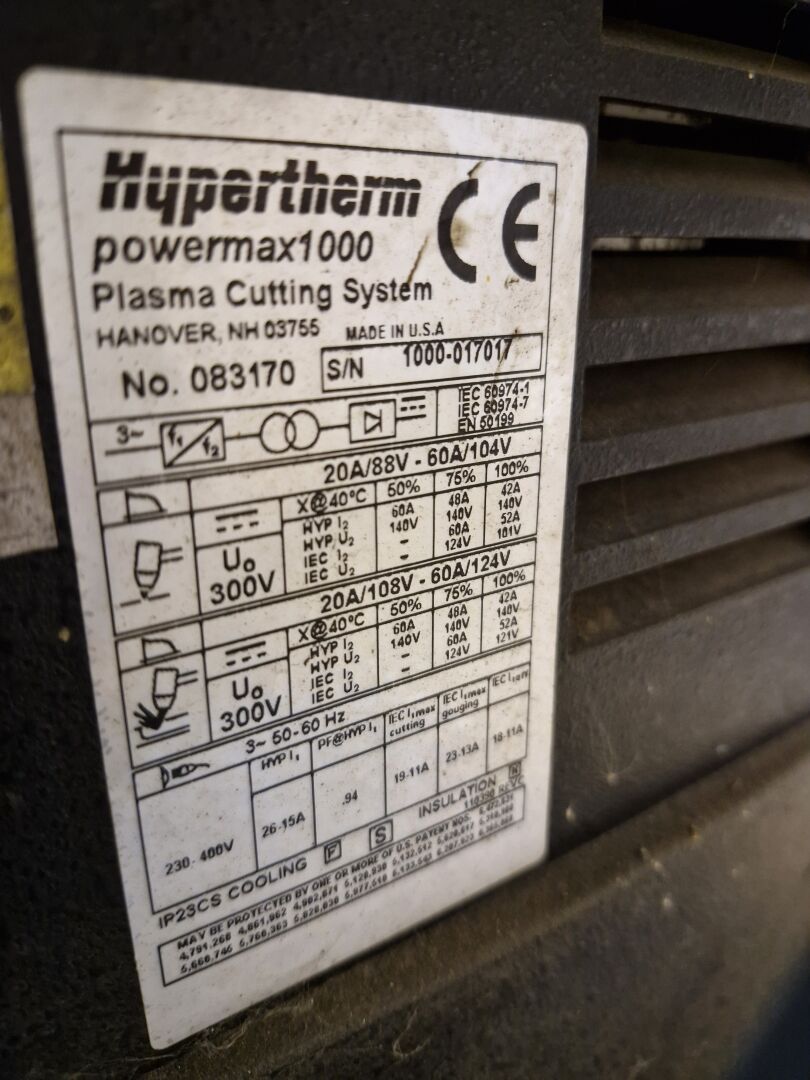 Hypertherm
CE
powermax1000
Plasma Cutting System
HANOVER, NH 03755 MADE IN U.S.A
No. 083170 S/N 1000-017017
3~ f1 f2 IEC 60974-1
IEC 60974-7
EN 50199
20A/88V - 60A/104V
X@40°C 50% 75% 100%
U0 300V
HYP I2 60A 48A 42A
HYP U2 140V 140V 140V
IEC I2 - 60A 52A
IEC U2 - 124V 101V
20A/108V - 60A/124V
X@40°C 50% 75% 100%
U0 300V
HYP I2 60A 48A 42A
HYP U2 140V 140V 140V
IEC I2 - 60A 52A
IEC U2 - 124V 121V
3~ 50-60 Hz
HYP I1 PF@HYP I1 IEC I1max cutting IEC I1max gouging IEC I1eff
230-400V 26-15A .94 19-11A 23-13A 18-11A
IP23CS COOLING F S INSULATION
MAY BE PROTECTED BY ONE OR MORE OF U.S. PATENT NOS.